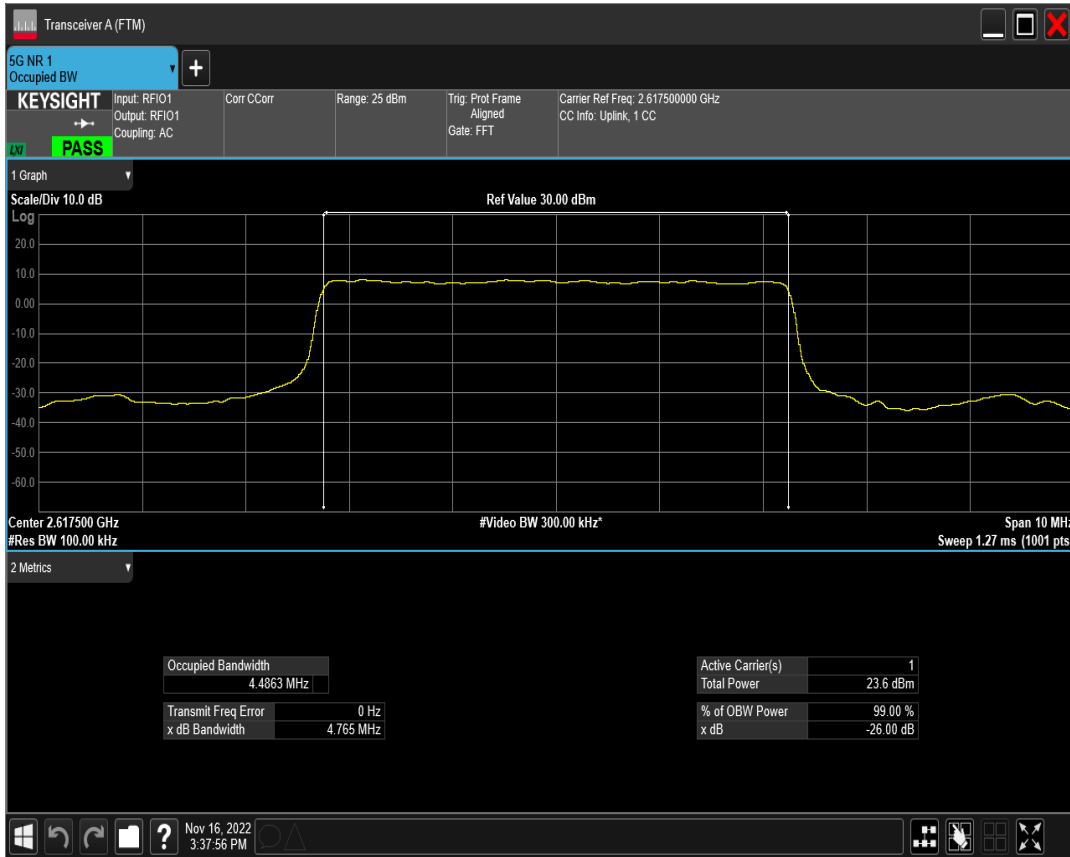 Transceiver A (FTM)
5G NR 1
Occupied BW
+
KEYSIGHT
Input: RFIO1
Output: RFIO1
Coupling: AC
Corr CCorr
Range: 25 dBm
Trig: Prot Frame
Aligned
Gate: FFT
Carrier Ref Freq: 2.617500000 GHz
CC Info: Uplink, 1 CC
LXI
PASS
1 Graph
Scale/Div 10.0 dB
Ref Value 30.00 dBm
Log
20.0
10.0
0.00
-10.0
-20.0
-30.0
-40.0
-50.0
-60.0
Center 2.617500 GHz
#Video BW 300.00 kHz*
Span 10 MHz
#Res BW 100.00 kHz
Sweep 1.27 ms (1001 pts
2 Metrics
Occupied Bandwidth
4.4863 MHz
Transmit Freq Error 0 Hz
x dB Bandwidth 4.765 MHz
Active Carrier(s) 1
Total Power 23.6 dBm
% of OBW Power 99.00 %
x dB -26.00 dB
?
Nov 16, 2022
3:37:56 PM